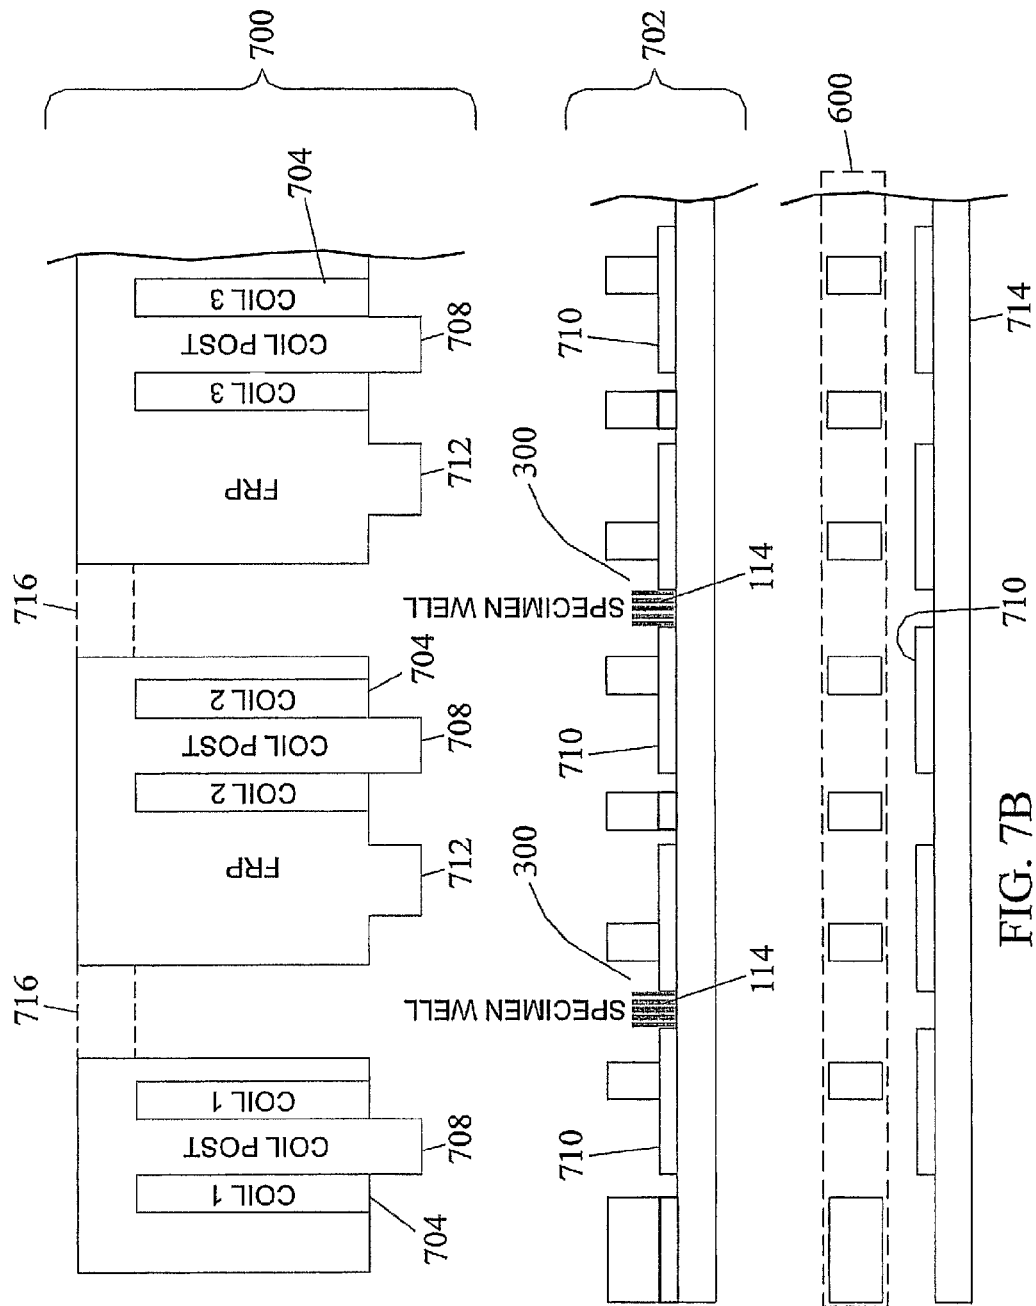 700
704
COIL 3
COIL POST
COIL 3
708
FRP
712
716
COIL 2
COIL POST
COIL 2
704
708
FRP
712
716
COIL 1
COIL POST
COIL 1
708
704
702
710
300
SPECIMEN WELL
114
710
300
SPECIMEN WELL
114
710
600
714
710
FIG. 7B